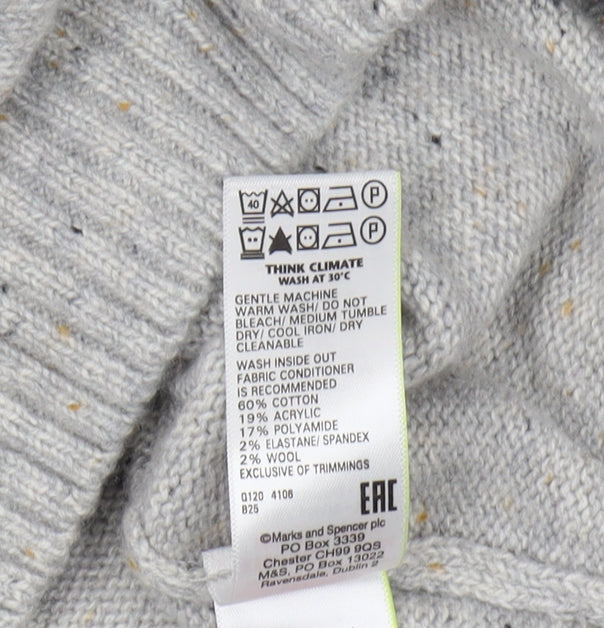 40 P
P
THINK CLIMATE
WASH AT 30°C
GENTLE MACHINE
WARM WASH/ DO NOT
BLEACH/ MEDIUM TUMBLE
DRY/ COOL IRON/ DRY
CLEANABLE
WASH INSIDE OUT
FABRIC CONDITIONER
IS RECOMMENDED
60% COTTON
19% ACRYLIC
17% POLYAMIDE
2% ELASTANE/ SPANDEX
2% WOOL
EXCLUSIVE OF TRIMMINGS
Q120 4106
B25
EAC
©Marks and Spencer plc
PO Box 3339
Chester CH99 9QS
M&S, PO Box 13022
Ravensdale, Dublin 2